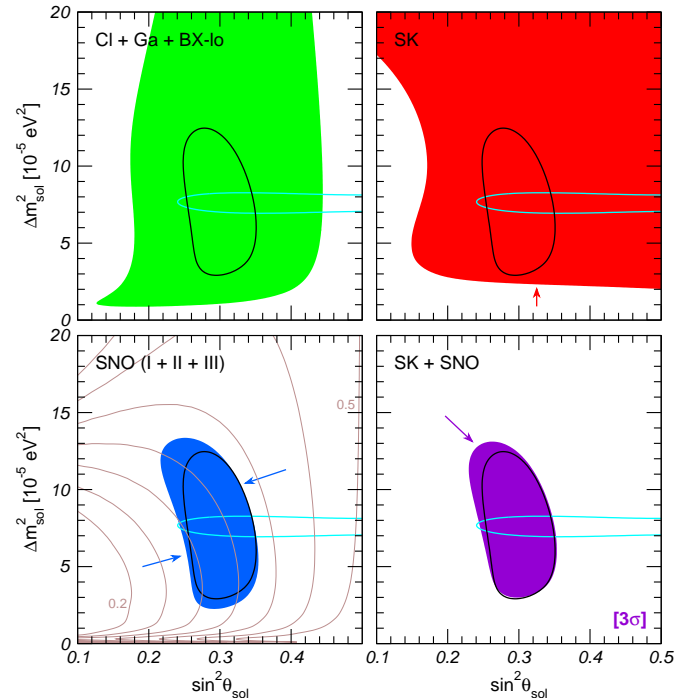 20
15
10
5
0
Δm²sol [10⁻⁵ eV²]
Cl + Ga + BX-lo
SK
20
15
10
5
0
Δm²sol [10⁻⁵ eV²]
SNO (I + II + III)
0.5
0.2
SK + SNO
[3σ]
0.1 0.2 0.3 0.4 0.1 0.2 0.3 0.4 0.5
sin²θsol sin²θsol